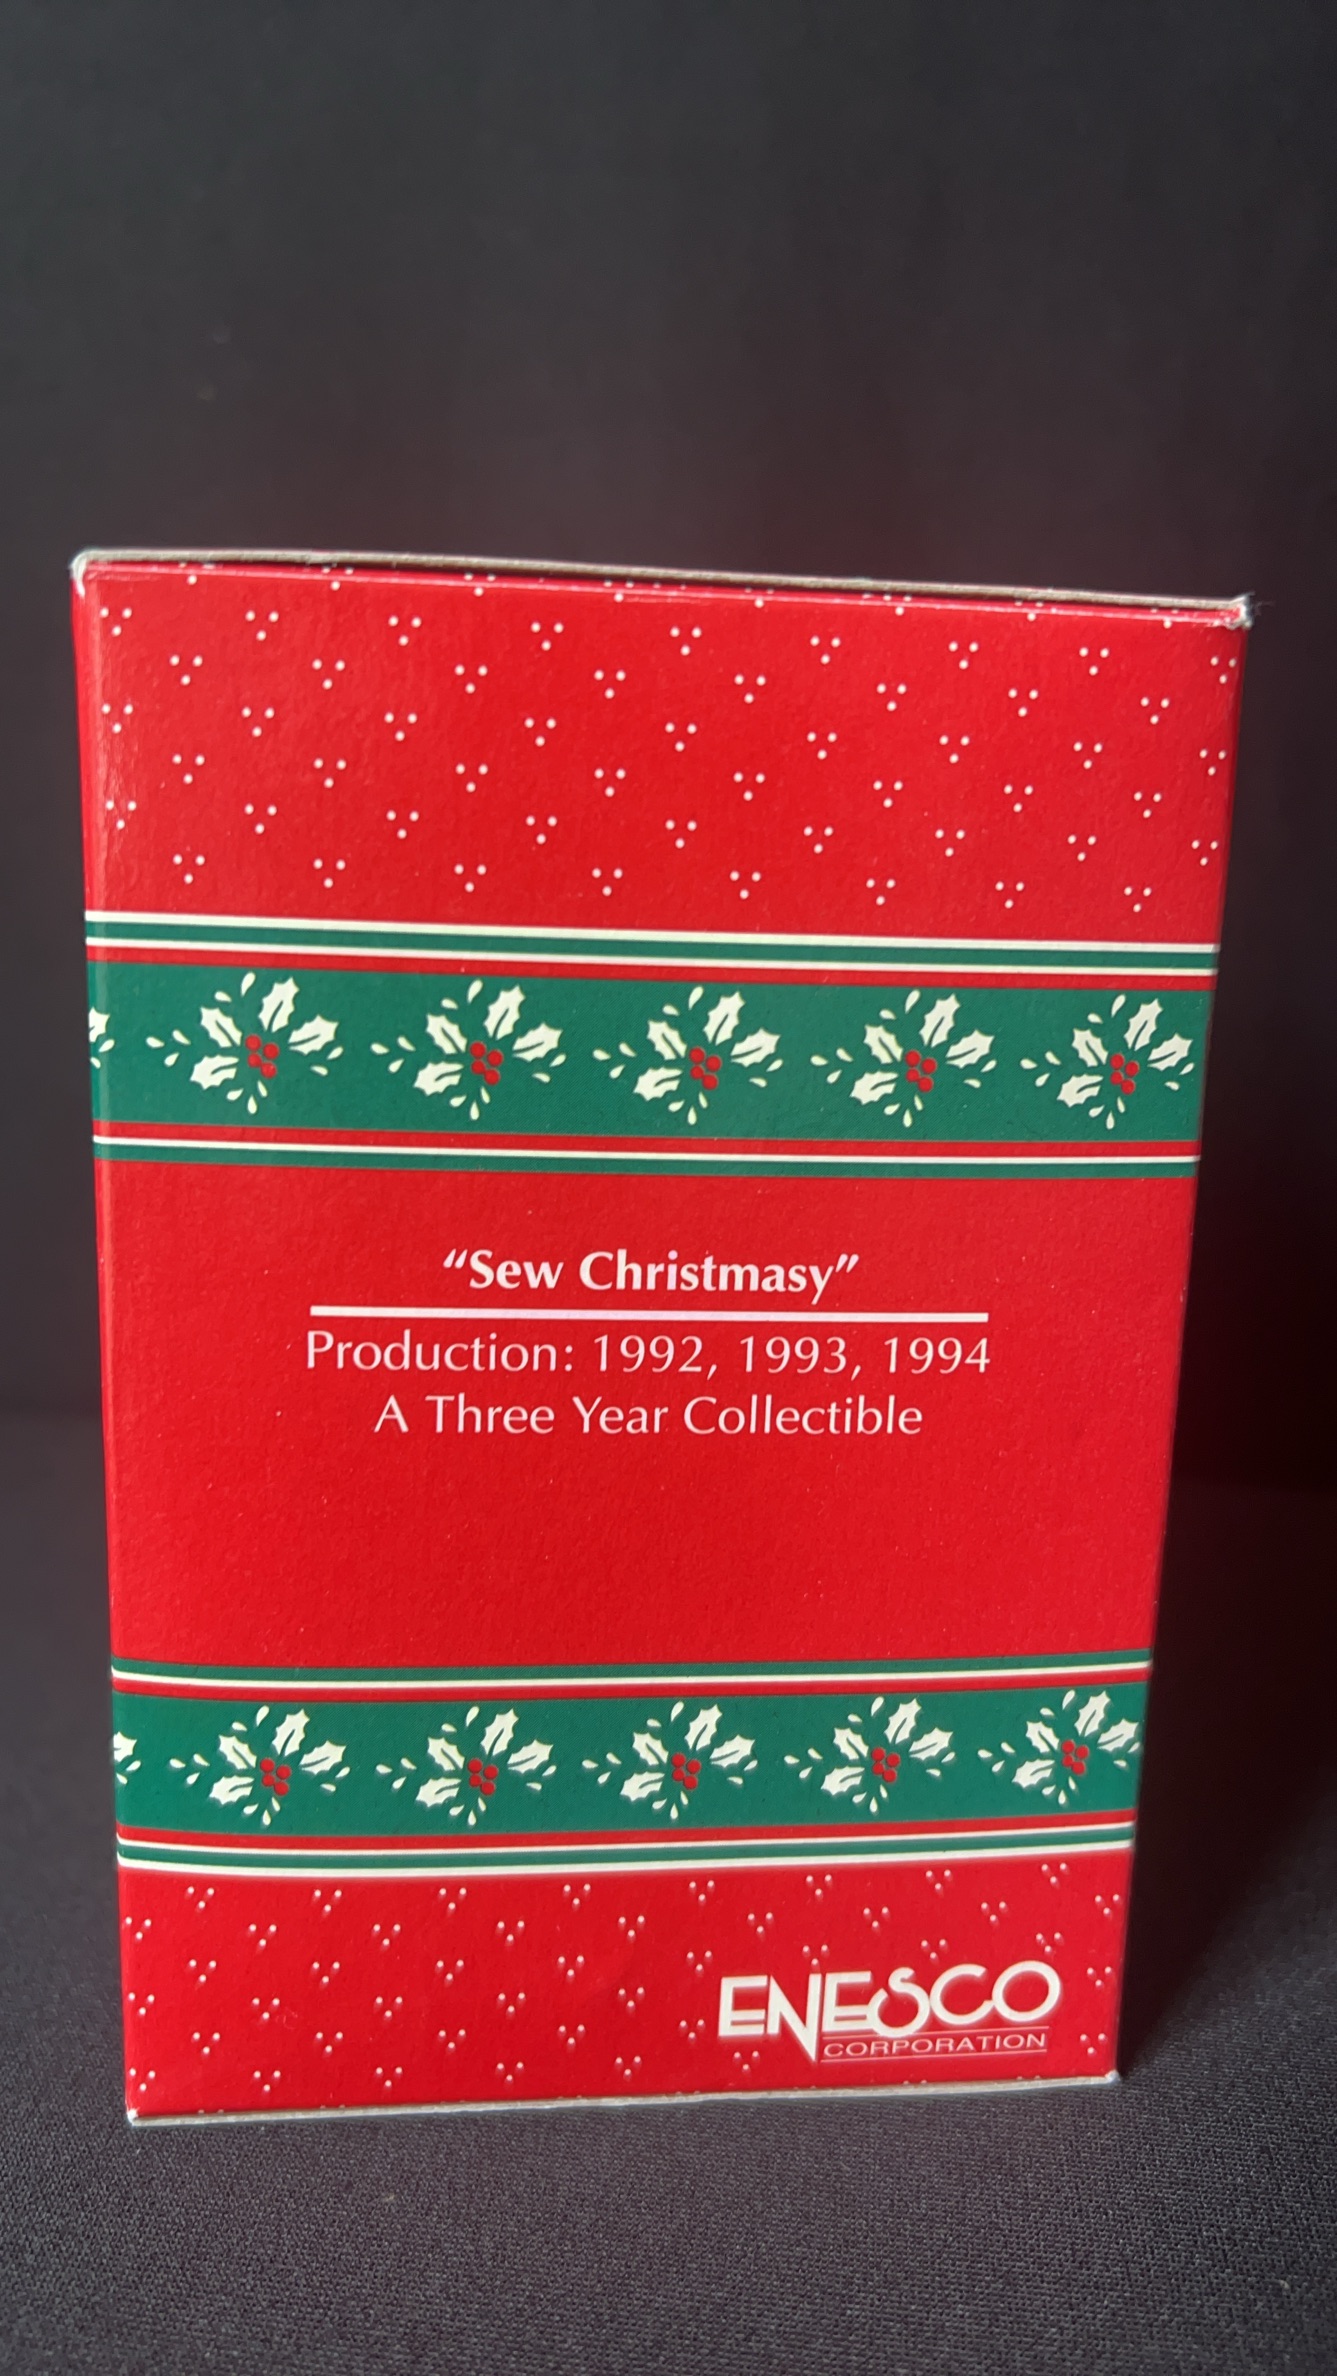 “Sew Christmasy”
Production: 1992, 1993, 1994
A Three Year Collectible
ENESCO
CORPORATION